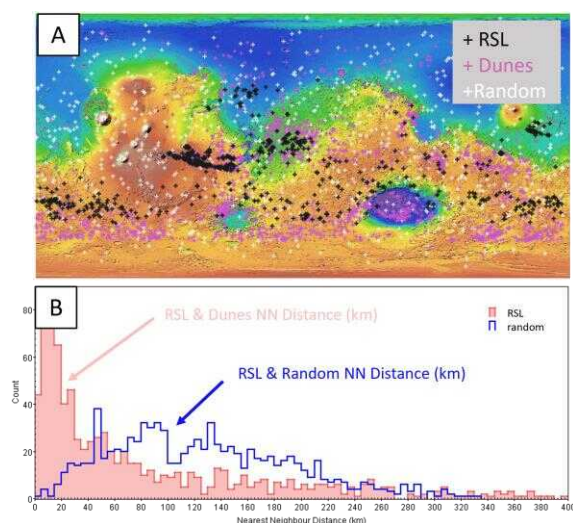 A
+ RSL
+ Dunes
+Random
B
RSL & Dunes NN Distance (km)
RSL
random
RSL & Random NN Distance (km)
80
60
40
20
0
Count
0 20 40 60 80 100 120 140 160 180 200 220 240 260 280 300 320 340 360 380 400
Nearest Neighbour Distance (km)